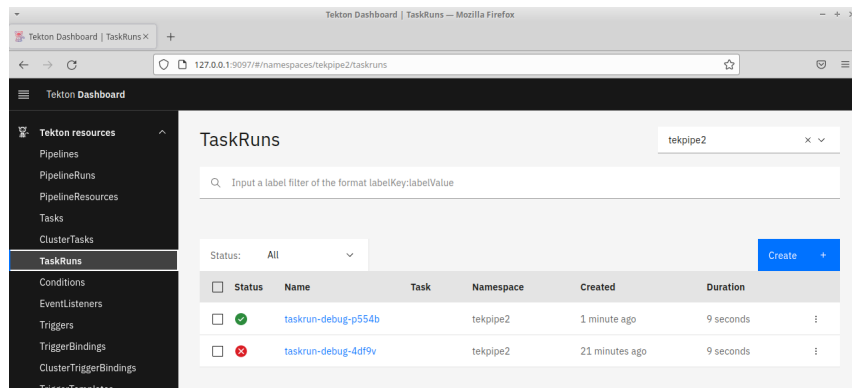 Tekton Dashboard | TaskRuns — Mozilla Firefox
Tekton Dashboard | TaskRuns
127.0.0.1:9097/#/namespaces/tekpipe2/taskruns
Tekton Dashboard
Tekton resources
Pipelines
PipelineRuns
PipelineResources
Tasks
ClusterTasks
TaskRuns
Conditions
EventListeners
Triggers
TriggerBindings
ClusterTriggerBindings
TriggerTemplates
TaskRuns
tekpipe2
Input a label filter of the format labelKey:labelValue
Status: All
Create +
Status Name Task Namespace Created Duration
taskrun-debug-p554b tekpipe2 1 minute ago 9 seconds
taskrun-debug-4df9v tekpipe2 21 minutes ago 9 seconds